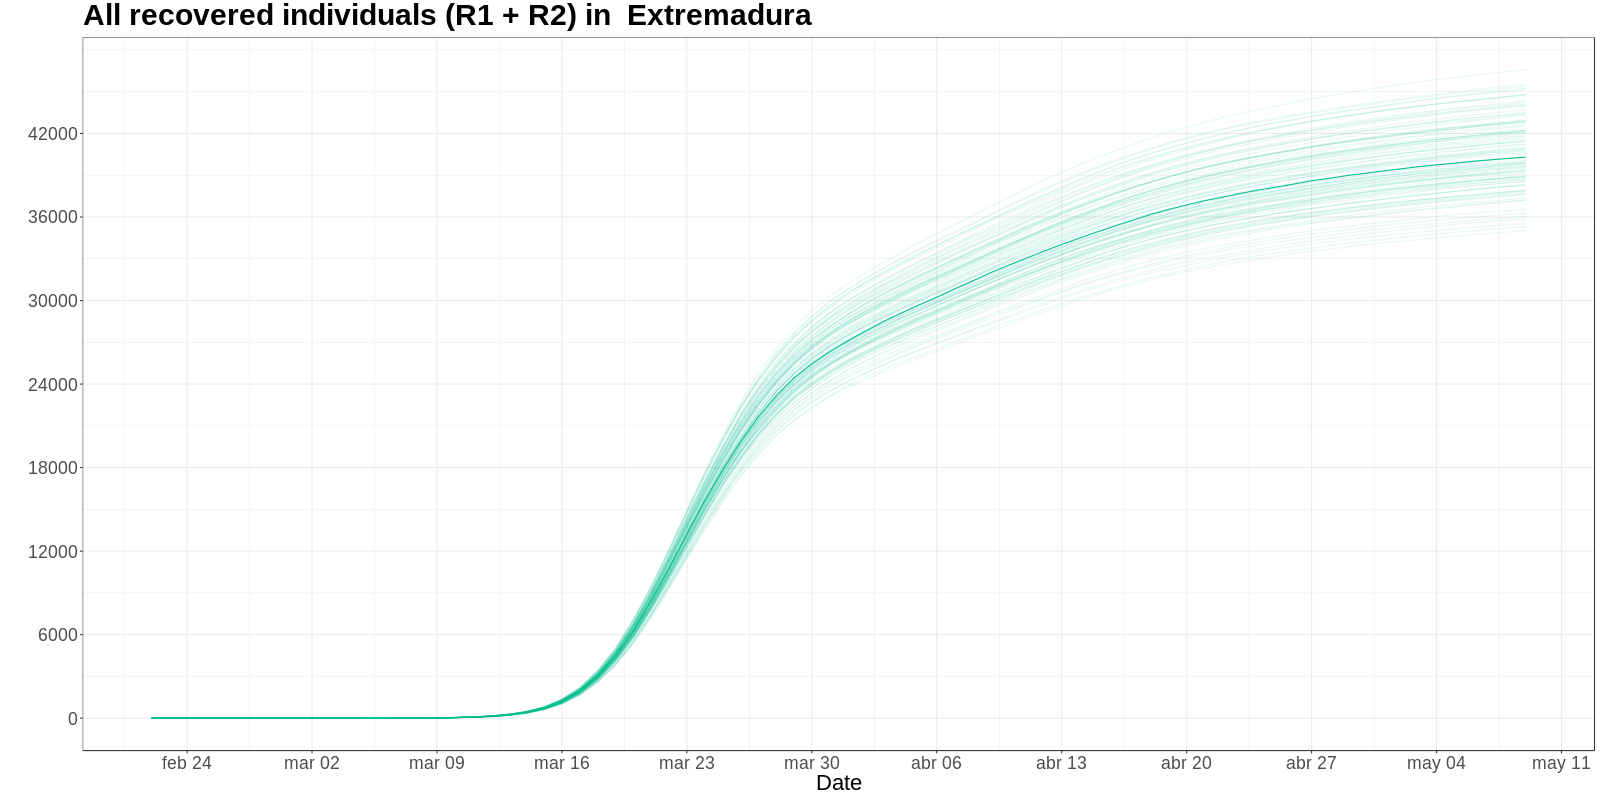 All recovered individuals (R1 + R2) in  Extremadura
42000
36000
30000
24000
18000
12000
6000
0
feb 24 mar 02 mar 09 mar 16 mar 23 mar 30 abr 06 abr 13 abr 20 abr 27 may 04 may 11
Date